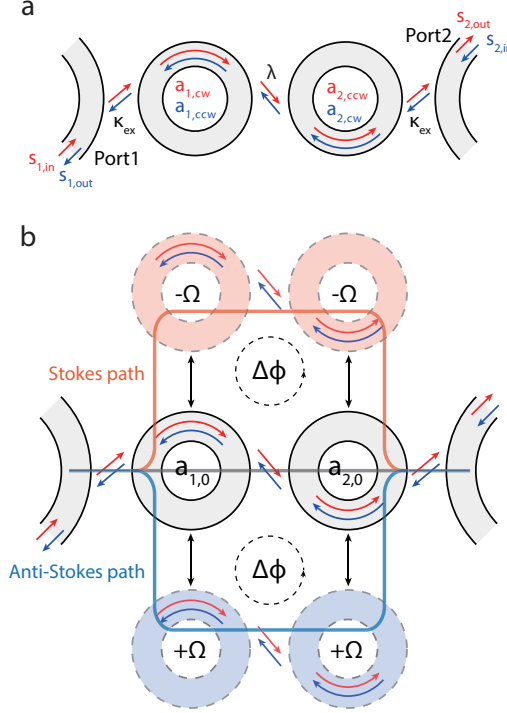 a
Port2
s2,out
s2,in
λ
a1,cw
a1,ccw
a2,ccw
a2,cw
κex
κex
s1,in
s1,out
Port1
b
-Ω
-Ω
Stokes path
Δϕ
a1,0
a2,0
Anti-Stokes path
Δϕ
+Ω
+Ω